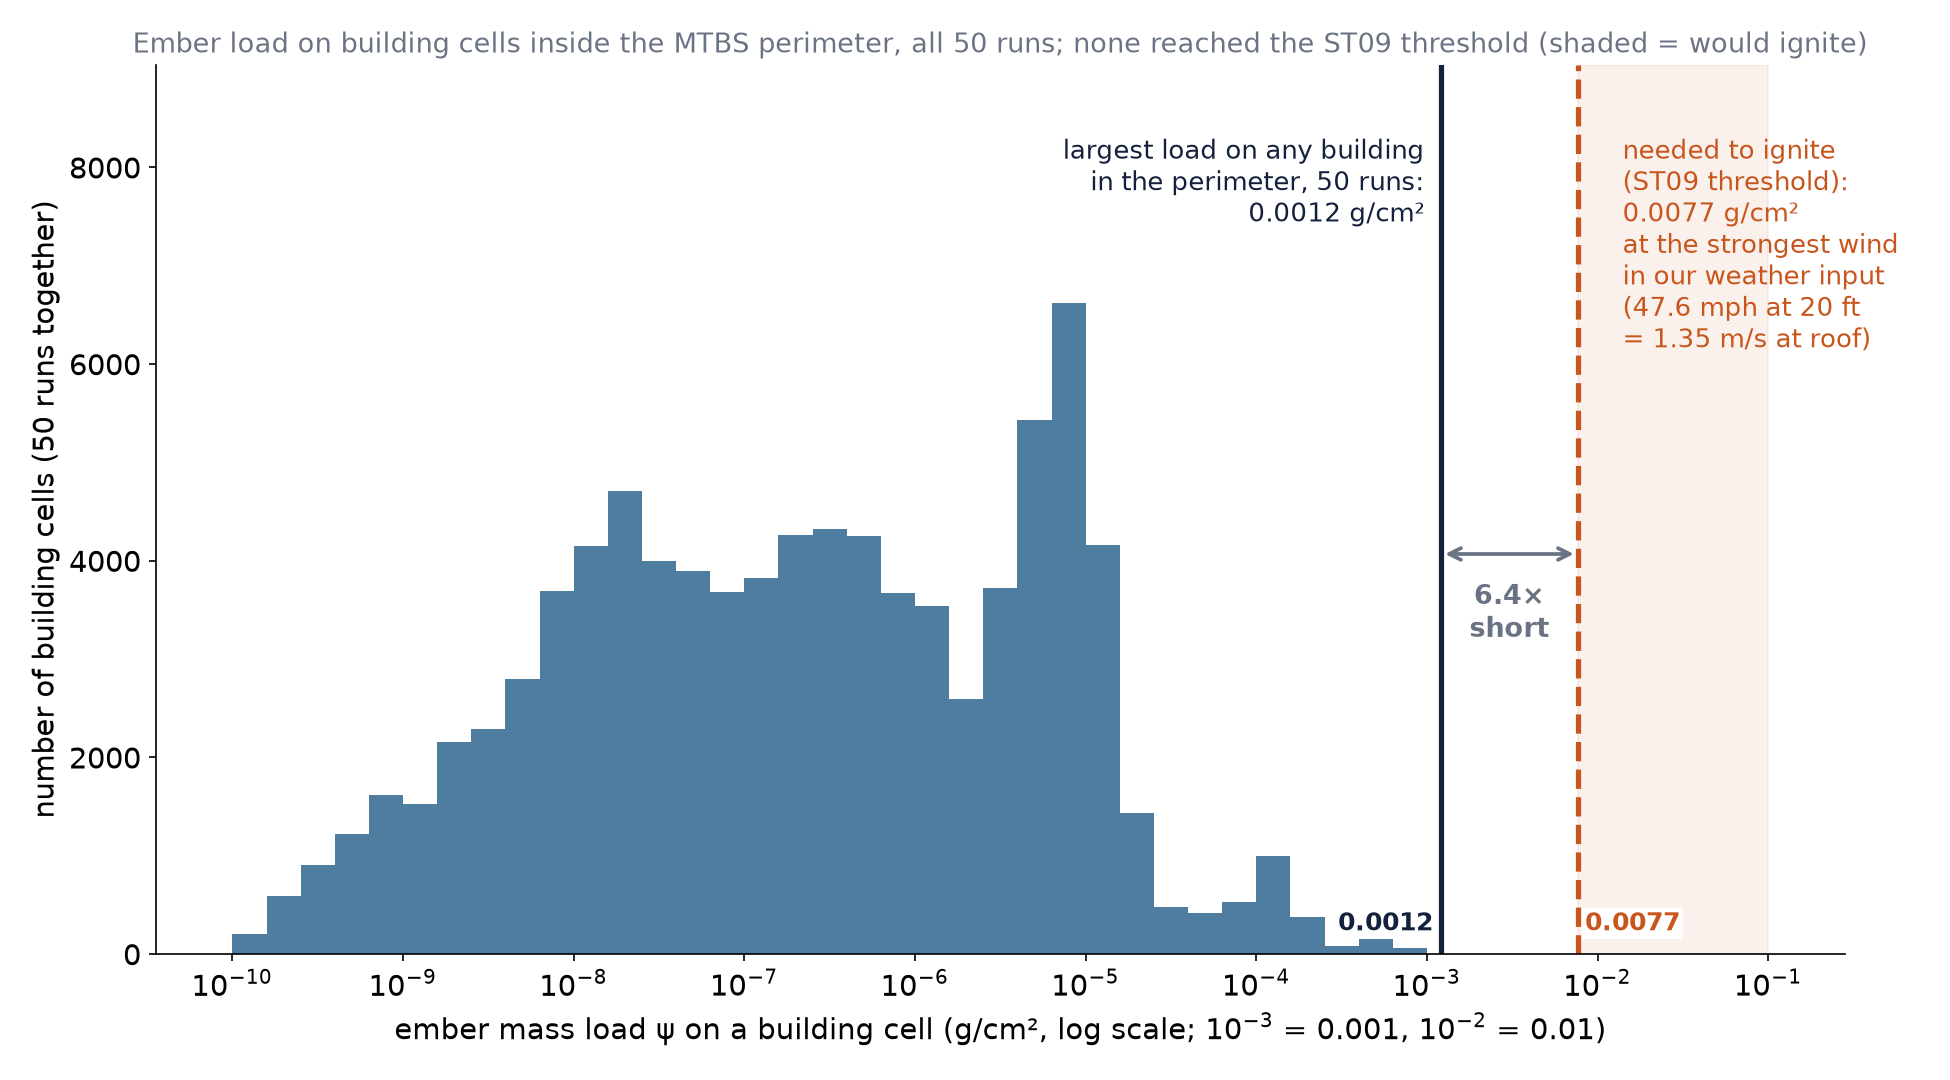 Ember load on building cells inside the MTBS perimeter, all 50 runs; none reached the ST09 threshold (shaded = would ignite)
number of building cells (50 runs together)
8000
6000
4000
2000
0
largest load on any building
in the perimeter, 50 runs:
0.0012 g/cm²
needed to ignite
(ST09 threshold):
0.0077 g/cm²
at the strongest wind
in our weather input
(47.6 mph at 20 ft
= 1.35 m/s at roof)
6.4×
short
0.0012
0.0077
10⁻¹⁰
10⁻⁹
10⁻⁸
10⁻⁷
10⁻⁶
10⁻⁵
10⁻⁴
10⁻³
10⁻²
10⁻¹
ember mass load ψ on a building cell (g/cm², log scale; 10⁻³ = 0.001, 10⁻² = 0.01)